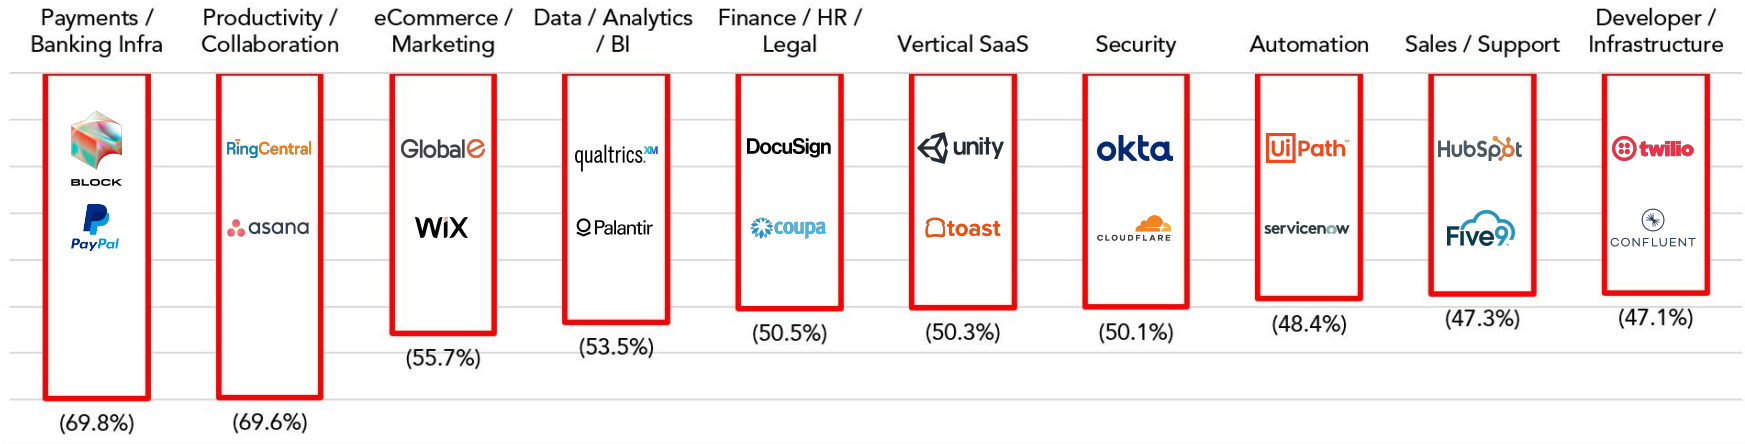 Payments /
Banking Infra
Productivity /
Collaboration
eCommerce /
Marketing
Data / Analytics
/ BI
Finance / HR /
Legal
Vertical SaaS
Security
Automation
Sales / Support
Developer /
Infrastructure
BLOCK
PayPal
(69.8%)
RingCentral
asana
(69.6%)
Global e
WiX
(55.7%)
qualtrics.XM
Palantir
(53.5%)
DocuSign
coupa
(50.5%)
unity
toast
(50.3%)
okta
CLOUDFLARE
(50.1%)
UiPath™
servicenow
(48.4%)
HubSpot
Five9
(47.3%)
twilio
CONFLUENT
(47.1%)